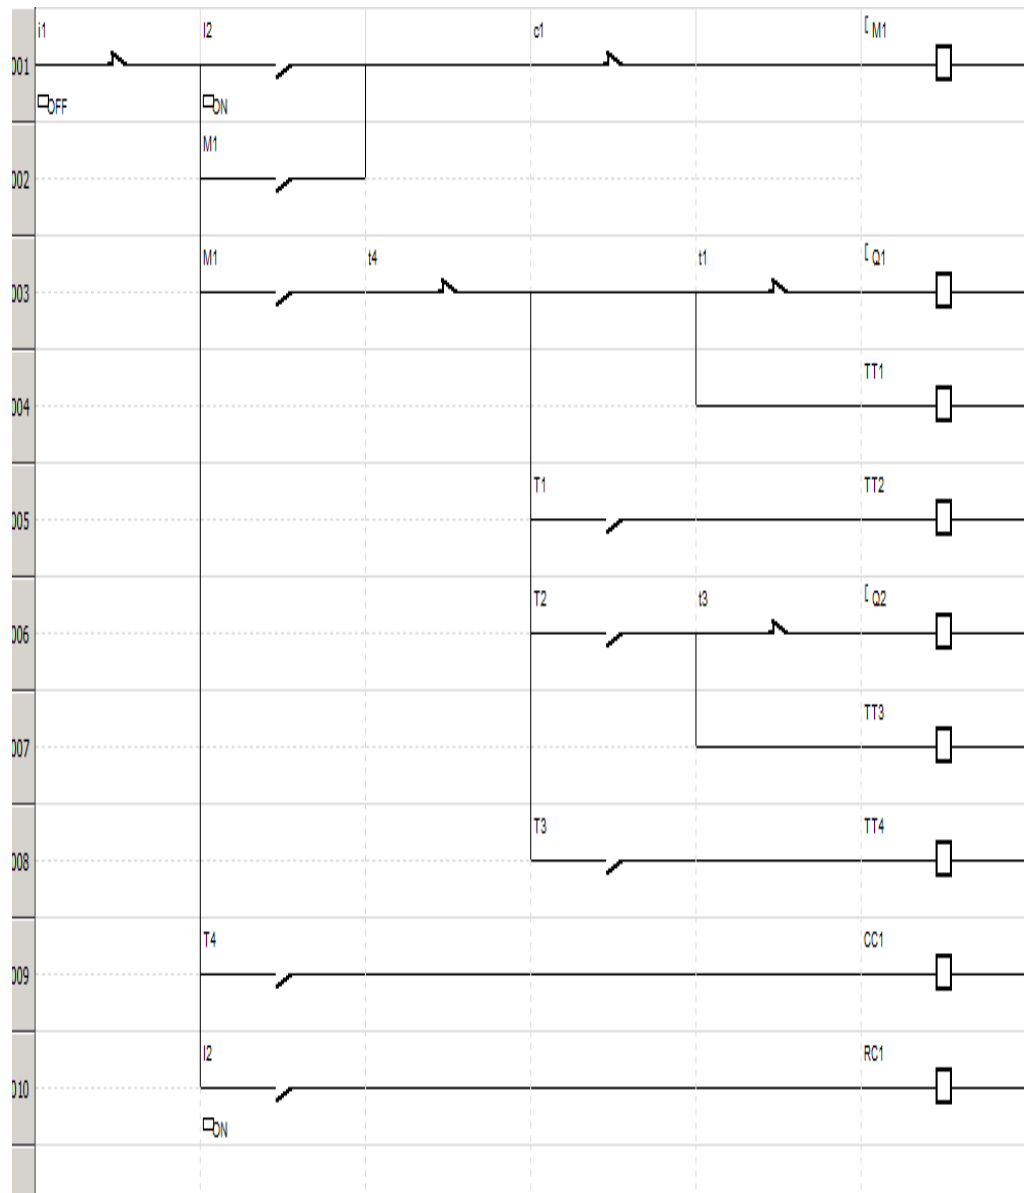 i1 I2 c1 [ M1
001
OFF ON
M1
002
M1 t4 t1 [ Q1
003
TT1
004
T1 TT2
005
T2 t3 [ Q2
006
TT3
007
T3 TT4
008
T4 CC1
009
I2 RC1
010
ON